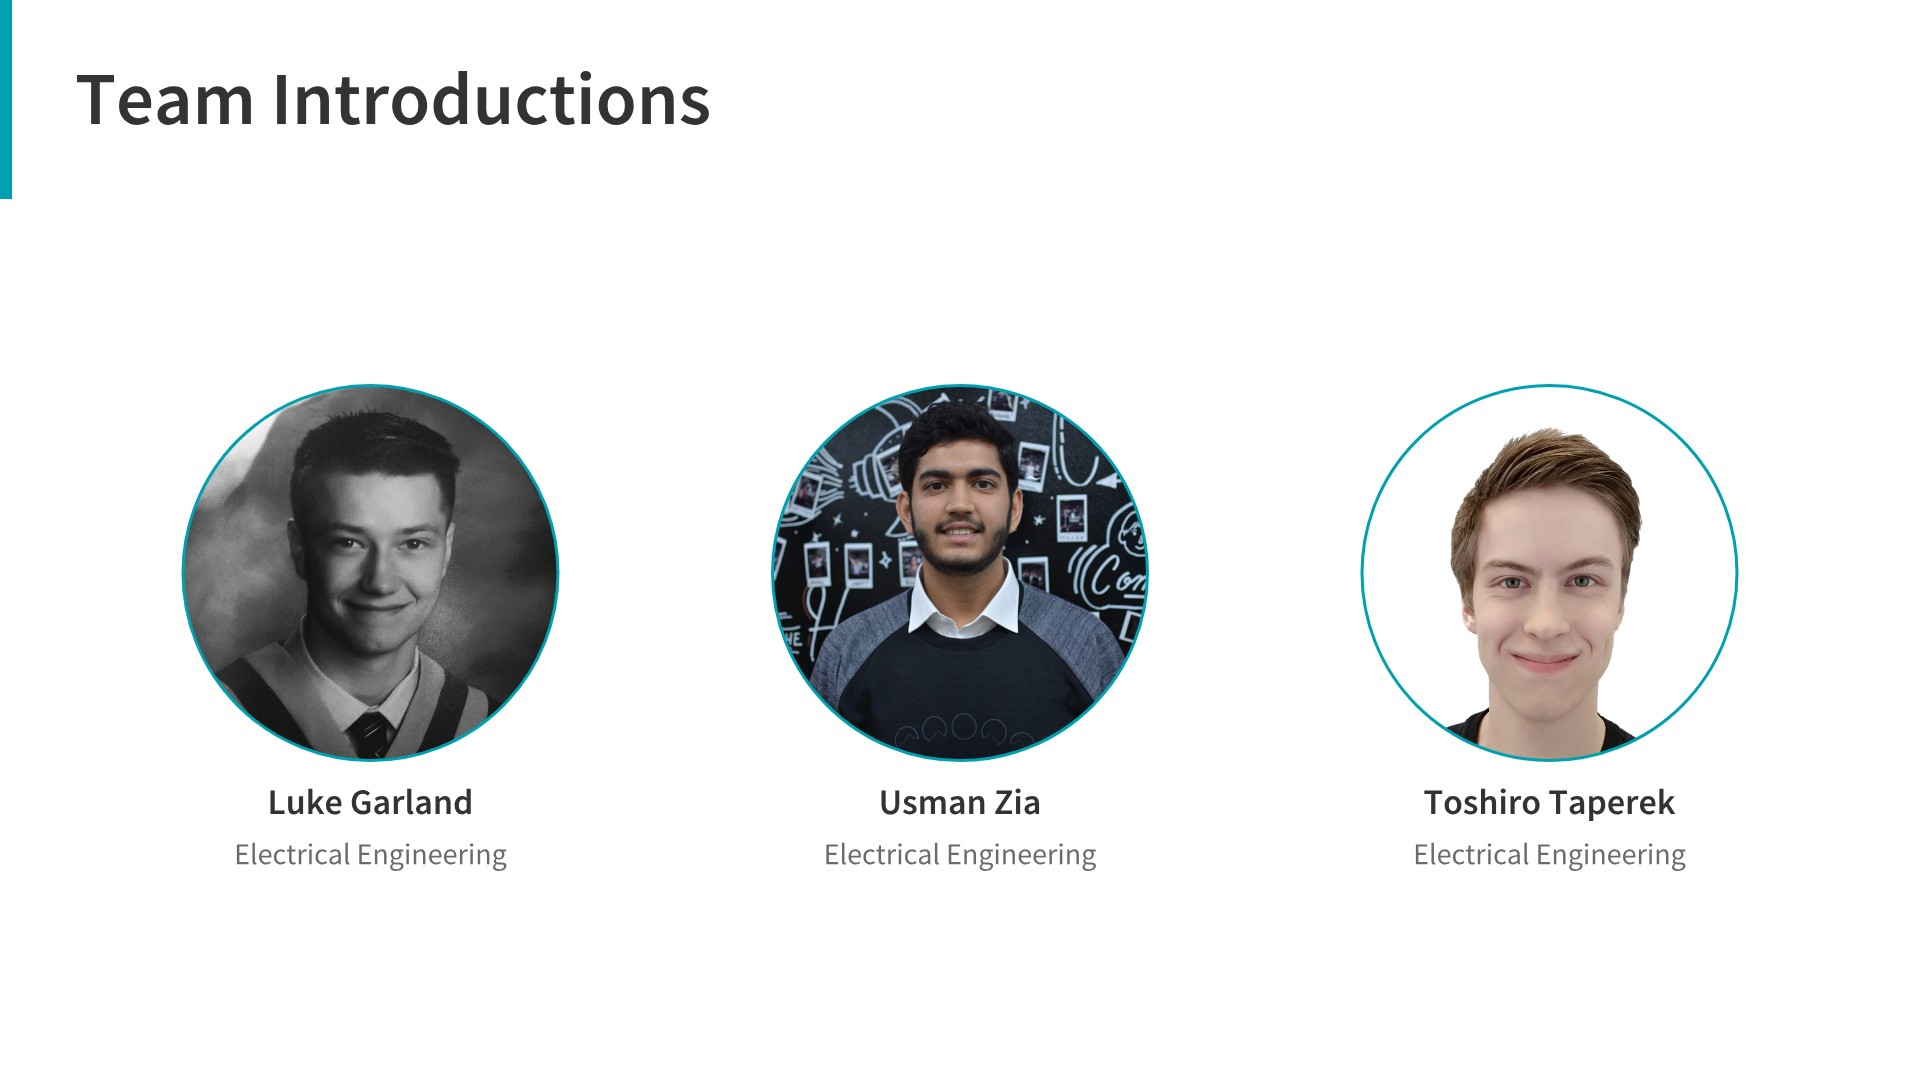 Team Introductions
Luke Garland
Electrical Engineering
Usman Zia
Electrical Engineering
Toshiro Taperek
Electrical Engineering